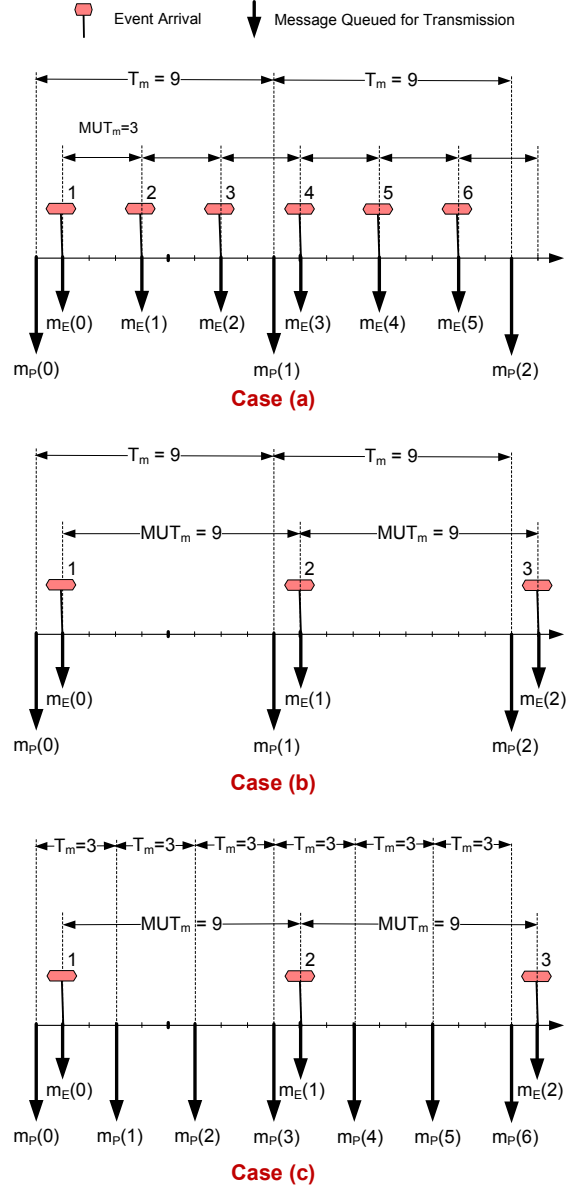 Event Arrival Message Queued for Transmission
T_m = 9 T_m = 9
MUT_m=3
1 2 3 4 5 6
m_E(0) m_E(1) m_E(2) m_E(3) m_E(4) m_E(5)
m_P(0) m_P(1) m_P(2)
Case (a)
T_m = 9 T_m = 9
MUT_m = 9 MUT_m = 9
1 2 3
m_E(0) m_E(1) m_E(2)
m_P(0) m_P(1) m_P(2)
Case (b)
T_m=3 T_m=3 T_m=3 T_m=3 T_m=3 T_m=3
MUT_m = 9 MUT_m = 9
1 2 3
m_E(0) m_E(1) m_E(2)
m_P(0) m_P(1) m_P(2) m_P(3) m_P(4) m_P(5) m_P(6)
Case (c)